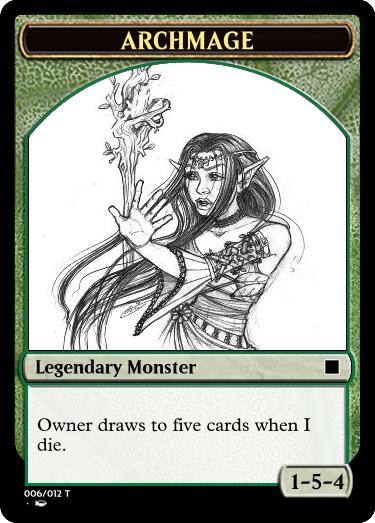 ARCHMAGE
Legendary Monster
Owner draws to five cards when I
die.
1-5-4
006/012 T